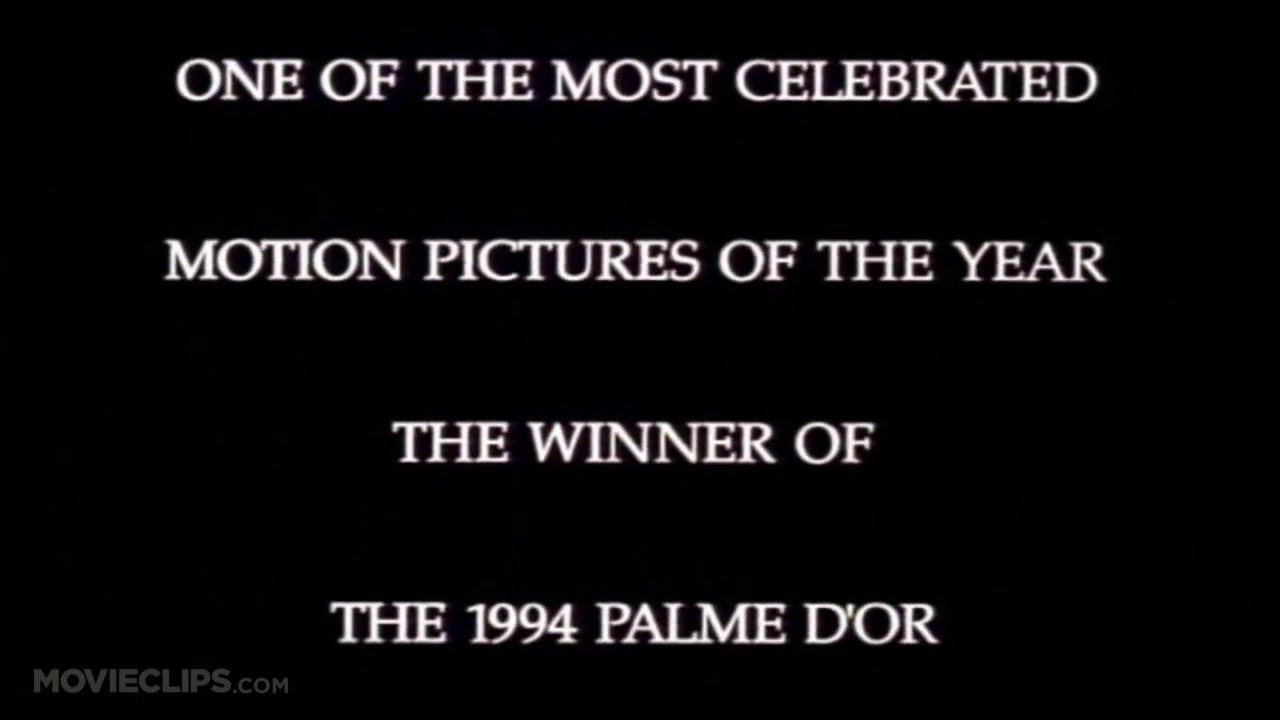 ONE OF THE MOST CELEBRATED
MOTION PICTURES OF THE YEAR
THE WINNER OF
THE 1994 PALME D'OR
MOVIECLIPS.COM